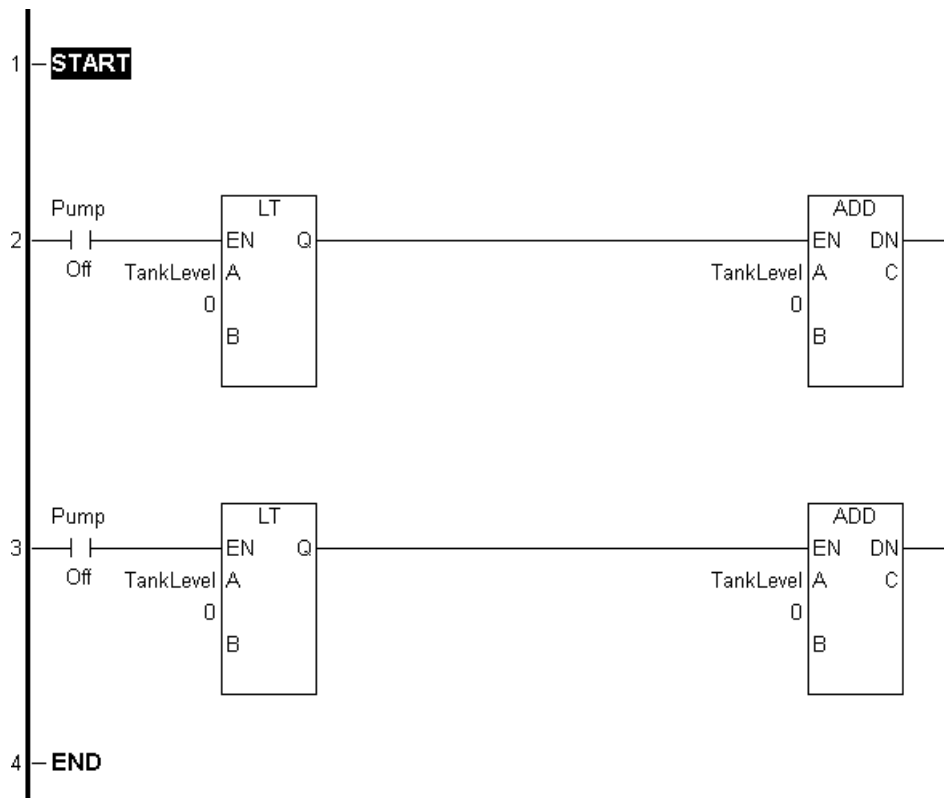 1 START
Pump LT ADD
2 EN Q EN DN
Off TankLevel A TankLevel A C
0 0
B B
Pump LT ADD
3 EN Q EN DN
Off TankLevel A TankLevel A C
0 0
B B
4 END